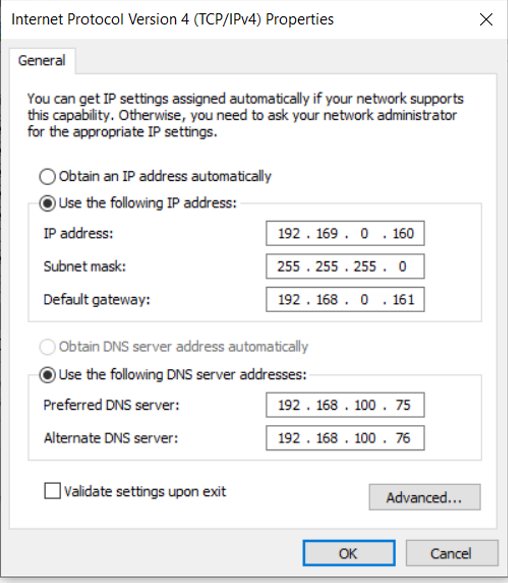 Internet Protocol Version 4 (TCP/IPv4) Properties
General
You can get IP settings assigned automatically if your network supports
this capability. Otherwise, you need to ask your network administrator
for the appropriate IP settings.
Obtain an IP address automatically
Use the following IP address:
IP address: 192 . 169 . 0 . 160
Subnet mask: 255 . 255 . 255 . 0
Default gateway: 192 . 168 . 0 . 161
Obtain DNS server address automatically
Use the following DNS server addresses:
Preferred DNS server: 192 . 168 . 100 . 75
Alternate DNS server: 192 . 168 . 100 . 76
Validate settings upon exit
Advanced...
OK Cancel